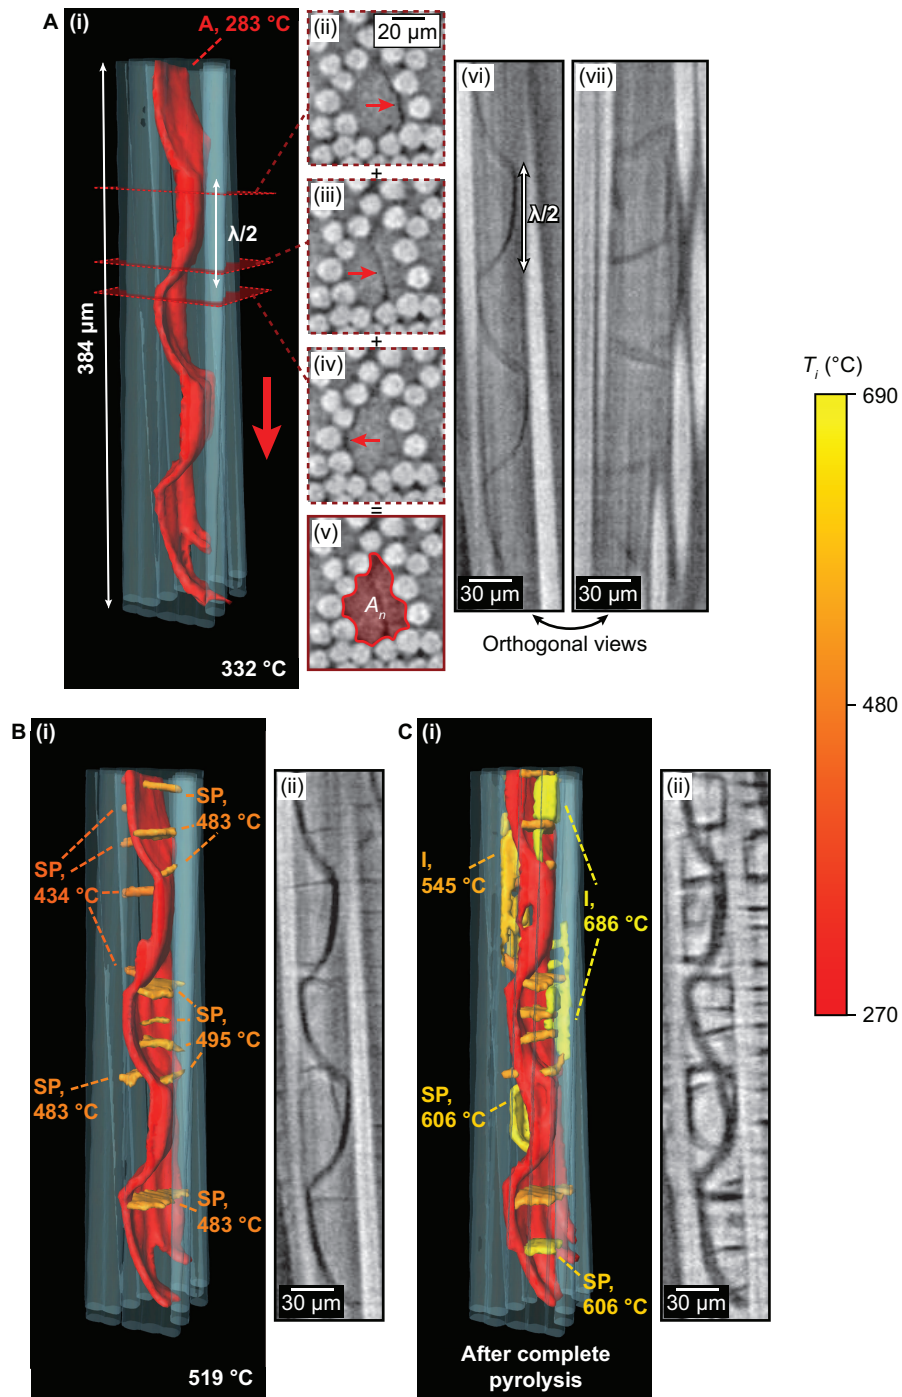 A (i)
A, 283 °C
384 µm
λ/2
332 °C
(ii)
20 µm
+
(iii)
+
(iv)
=
(v)
Aₙ
(vi)
λ/2
30 µm
(vii)
30 µm
Orthogonal views
Tᵢ (°C)
690
480
270
B (i)
SP,
483 °C
SP,
434 °C
SP,
495 °C
SP,
483 °C
SP,
483 °C
519 °C
(ii)
30 µm
C (i)
I,
545 °C
I,
686 °C
SP,
606 °C
SP,
606 °C
After complete
pyrolysis
(ii)
30 µm